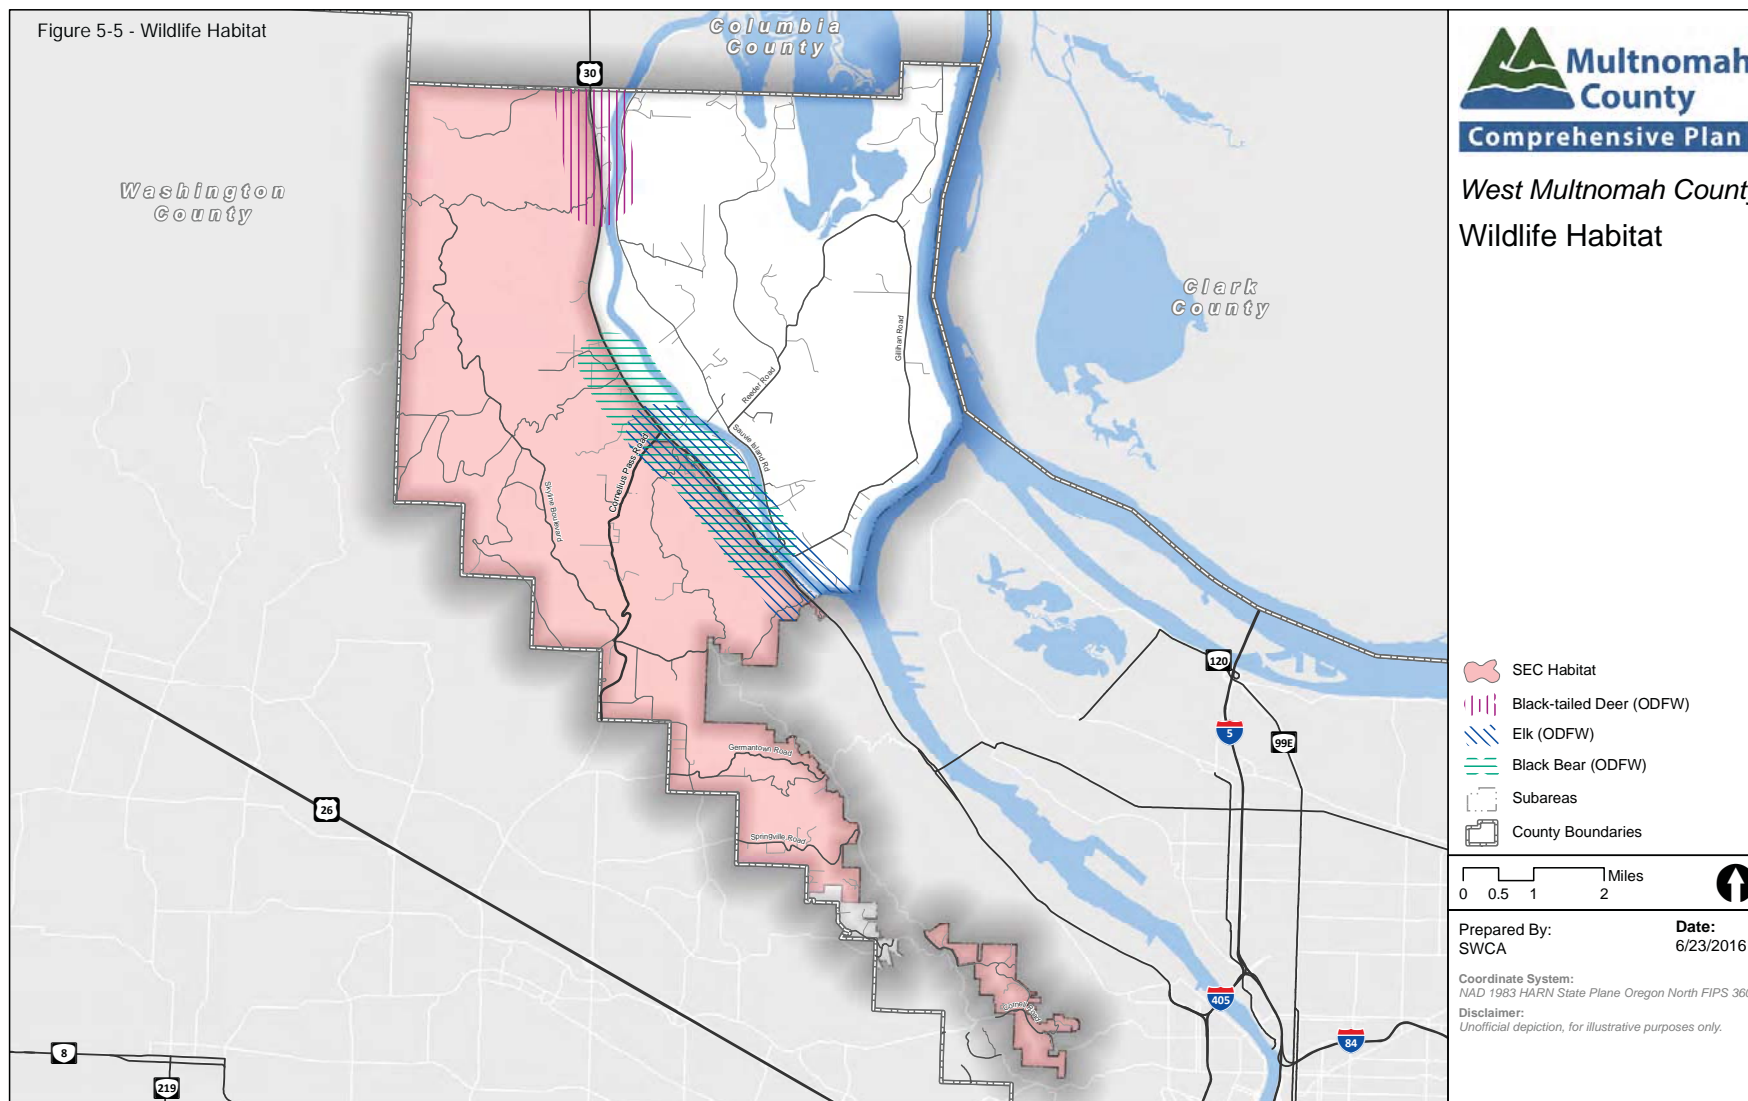 Figure 5-5 - Wildlife Habitat
Columbia
County
30
Washington
County
Clark
County
Gillihan Road
Reeder Road
Sauvie Island Rd
Cornelius Pass Road
Skyline Boulevard
120
5
99E
Germantown Road
26
Springville Road
405
84
8
219
Multnomah
County
Comprehensive Plan
West Multnomah County
Wildlife Habitat
SEC Habitat
Black-tailed Deer (ODFW)
Elk (ODFW)
Black Bear (ODFW)
Subareas
County Boundaries
Miles
0 0.5 1 2
Prepared By:
SWCA
Date:
6/23/2016
Coordinate System:
NAD 1983 HARN State Plane Oregon North FIPS 360
Disclaimer:
Unofficial depiction, for illustrative purposes only.